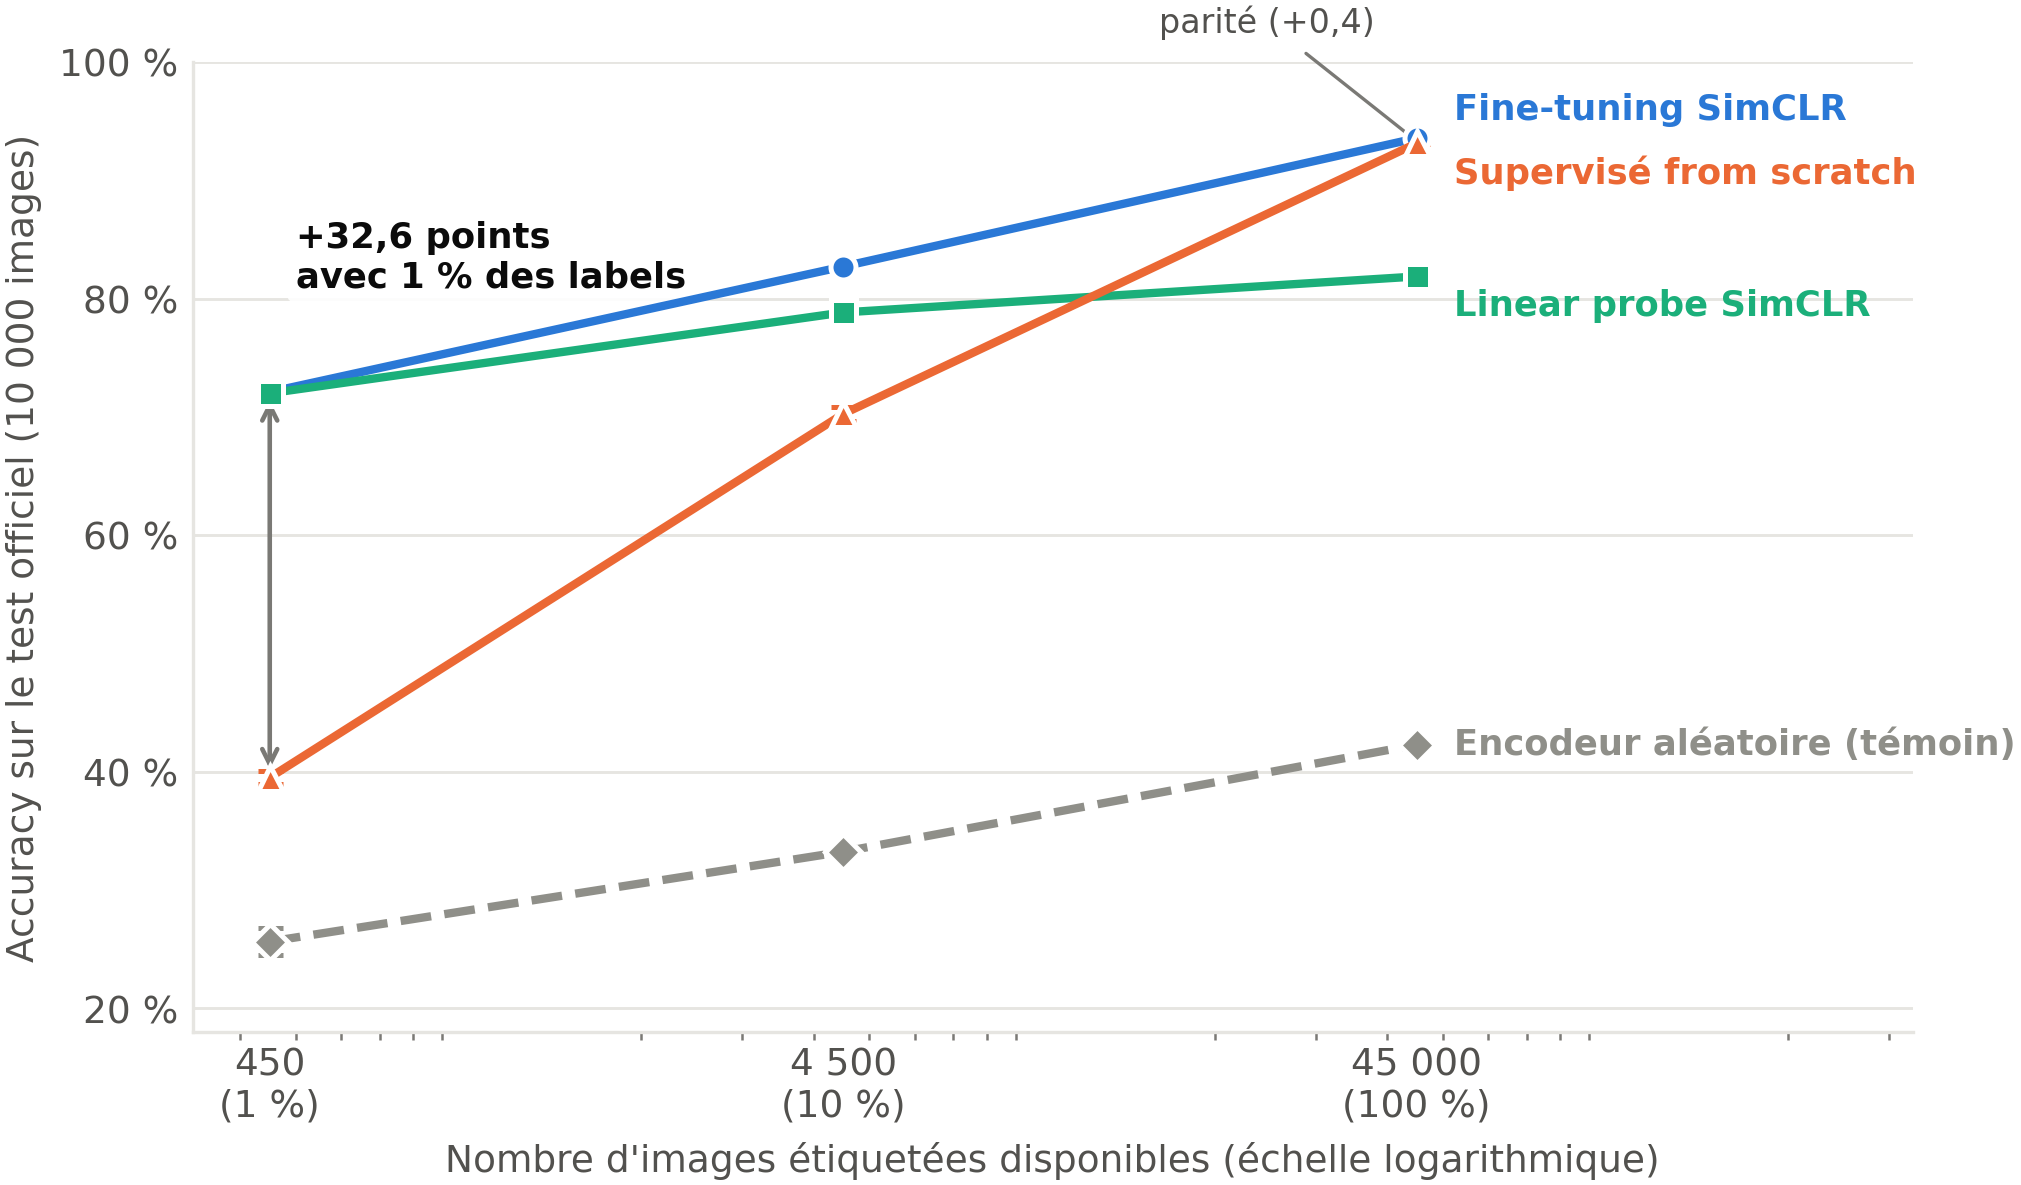 parité (+0,4)
100 %
Fine-tuning SimCLR
Supervisé from scratch
+32,6 points
avec 1 % des labels
80 %
Linear probe SimCLR
60 %
Encodeur aléatoire (témoin)
40 %
20 %
Accuracy sur le test officiel (10 000 images)
450
(1 %)
4 500
(10 %)
45 000
(100 %)
Nombre d'images étiquetées disponibles (échelle logarithmique)